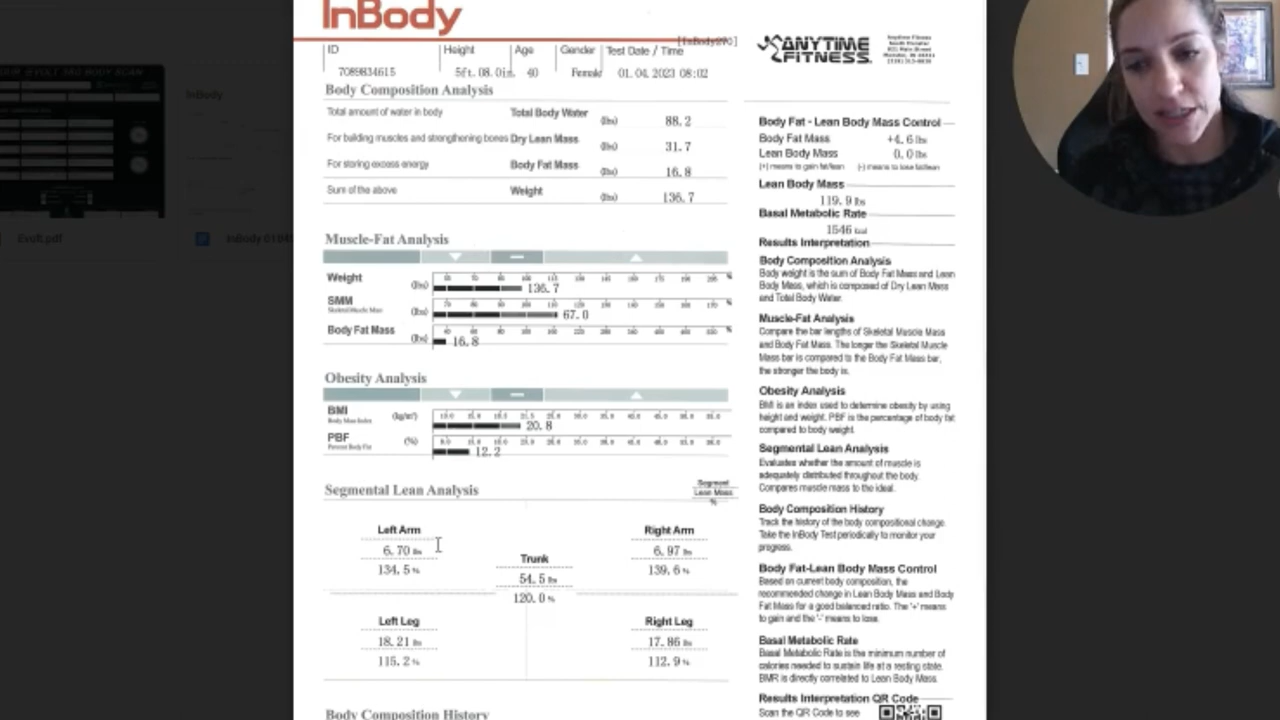 InBody
[InBody270]
ID Height Age Gender Test Date / Time
7089834615 5ft. 08.0in. 40 Female 01.04.2023 08:02
ANYTIME FITNESS
Body Composition Analysis
Total amount of water in body Total Body Water (lbs) 88.2
For building muscles and strengthening bones Dry Lean Mass (lbs) 31.7
For storing excess energy Body Fat Mass (lbs) 16.8
Sum of the above Weight (lbs) 136.7
Muscle-Fat Analysis
Weight (lbs) 136.7
SMM (lbs) 67.0
Skeletal Muscle Mass
Body Fat Mass (lbs) 16.8
Obesity Analysis
BMI (kg/m²) 20.8
Body Mass Index
PBF (%) 12.2
Percent Body Fat
Segmental Lean Analysis
Segment
Lean Mass
%
Left Arm
6.70 lbs
134.5 %
Right Arm
6.97 lbs
139.6 %
Trunk
54.5 lbs
120.0 %
Left Leg
18.21 lbs
115.2 %
Right Leg
17.86 lbs
112.9 %
Body Composition History
Body Fat - Lean Body Mass Control
Body Fat Mass +4.6 lbs
Lean Body Mass 0.0 lbs
(+) means to gain fat/lean (-) means to lose fat/lean
Lean Body Mass
119.9 lbs
Basal Metabolic Rate
1546 kcal
Results Interpretation
Body Composition Analysis
Body weight is the sum of Body Fat Mass and Lean
Body Mass, which is composed of Dry Lean Mass
and Total Body Water.
Muscle-Fat Analysis
Compare the bar lengths of Skeletal Muscle Mass
and Body Fat Mass. The longer the Skeletal Muscle
Mass bar is compared to the Body Fat Mass bar,
the stronger the body is.
Obesity Analysis
BMI is an index used to determine obesity by using
height and weight. PBF is the percentage of body fat
compared to body weight.
Segmental Lean Analysis
Evaluates whether the amount of muscle is
adequately distributed throughout the body.
Compares muscle mass to the ideal.
Body Composition History
Track the history of the body compositional change.
Take the InBody Test periodically to monitor your
progress.
Body Fat-Lean Body Mass Control
Based on current body composition, the
recommended change in Lean Body Mass and Body
Fat Mass for a good balanced ratio. The '+' means
to gain and the '-' means to lose.
Basal Metabolic Rate
Basal Metabolic Rate is the minimum number of
calories needed to sustain life at a resting state.
BMR is directly correlated to Lean Body Mass.
Results Interpretation QR Code
Scan the QR Code to see
Evolt.pdf
InBody